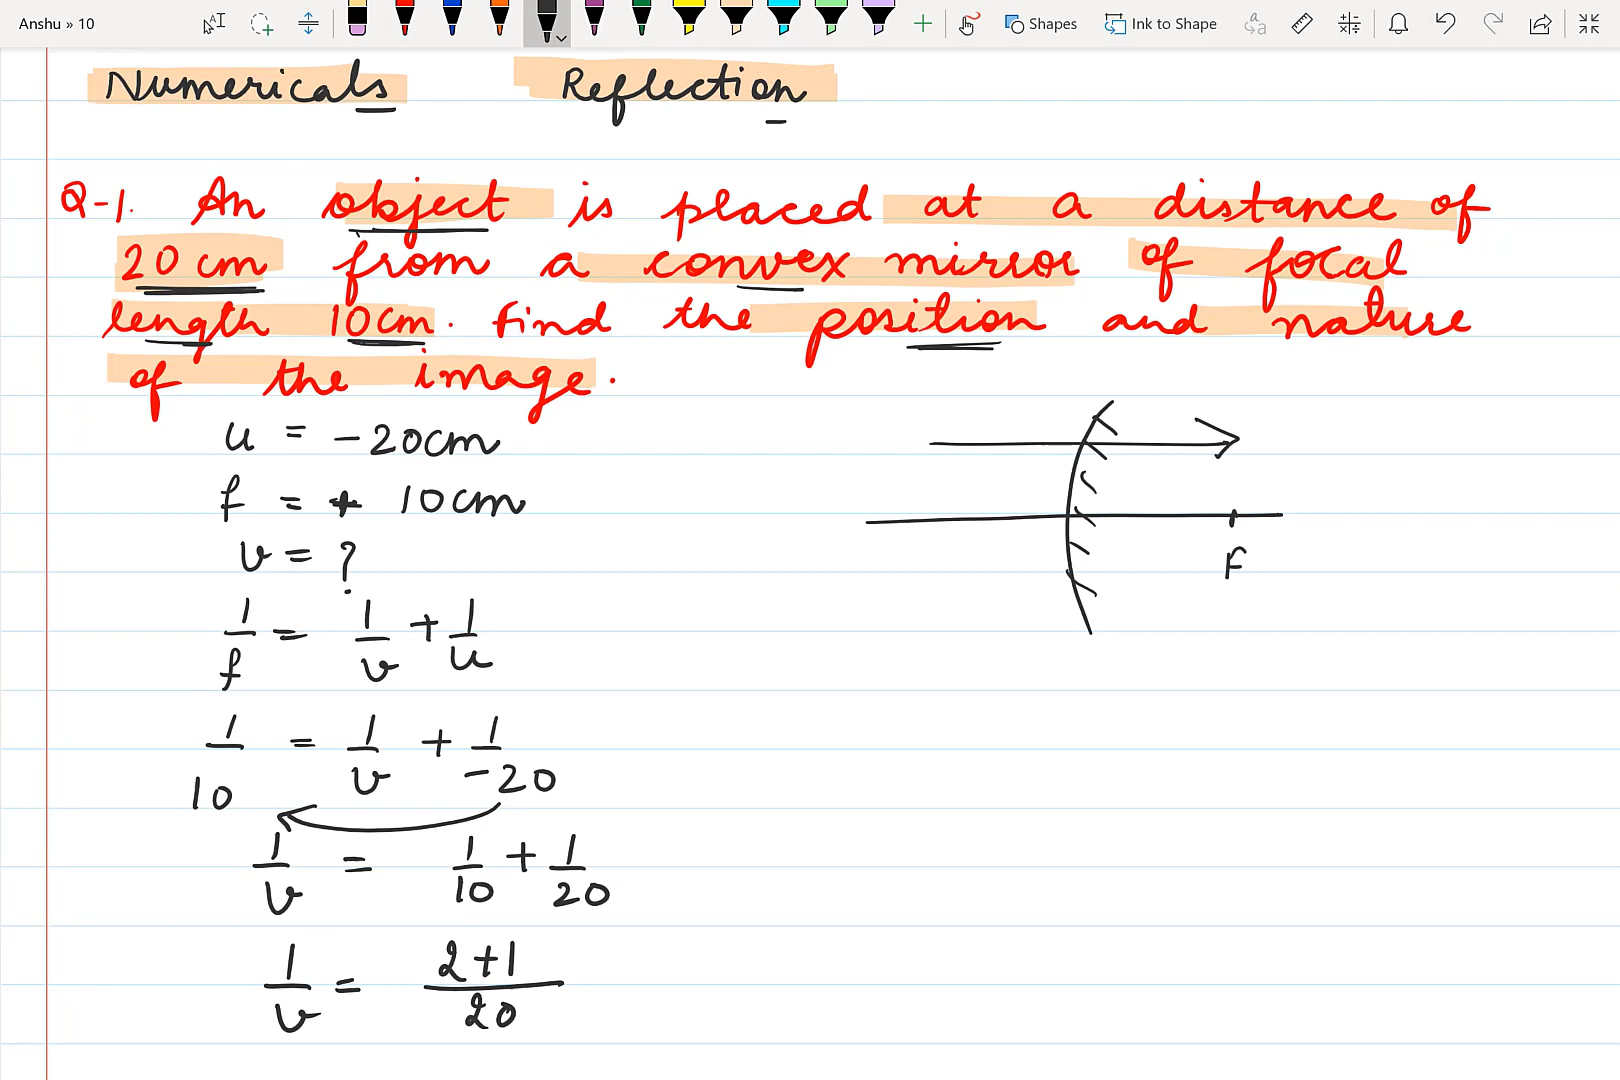 Anshu » 10
Shapes
Ink to Shape
Numericals Reflection
Q-1. An object is placed at a distance of
20 cm from a convex mirror of focal
length 10cm. Find the position and nature
of the image.
u = -20cm
f = + 10cm
v = ?
1/f = 1/v + 1/u
1/10 = 1/v + 1/-20
1/v = 1/10 + 1/20
1/v = 2+1/20
F